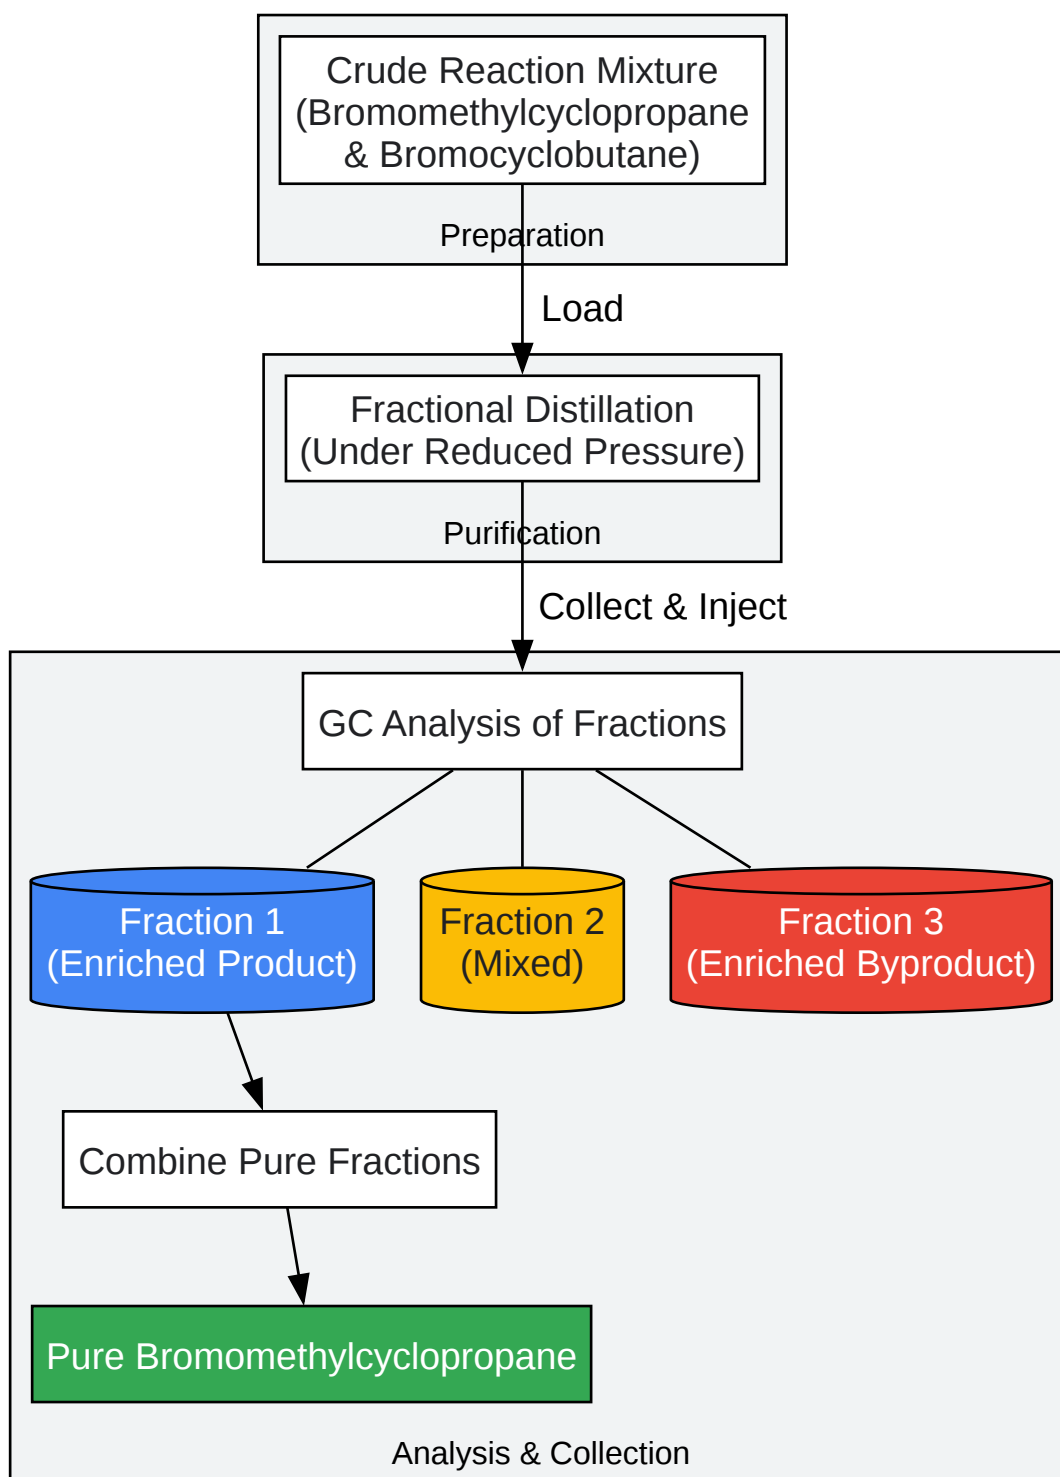 Crude Reaction Mixture
(Bromomethylcyclopropane
& Bromocyclobutane)
Preparation
Load
Fractional Distillation
(Under Reduced Pressure)
Purification
Collect & Inject
GC Analysis of Fractions
Fraction 1
(Enriched Product)
Fraction 2
(Mixed)
Fraction 3
(Enriched Byproduct)
Combine Pure Fractions
Pure Bromomethylcyclopropane
Analysis & Collection